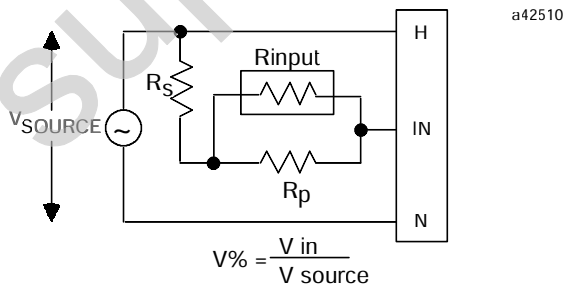 a42510
H
Rinput
Rs
VSOURCE
~
IN
Rp
N
V% = V in
V source